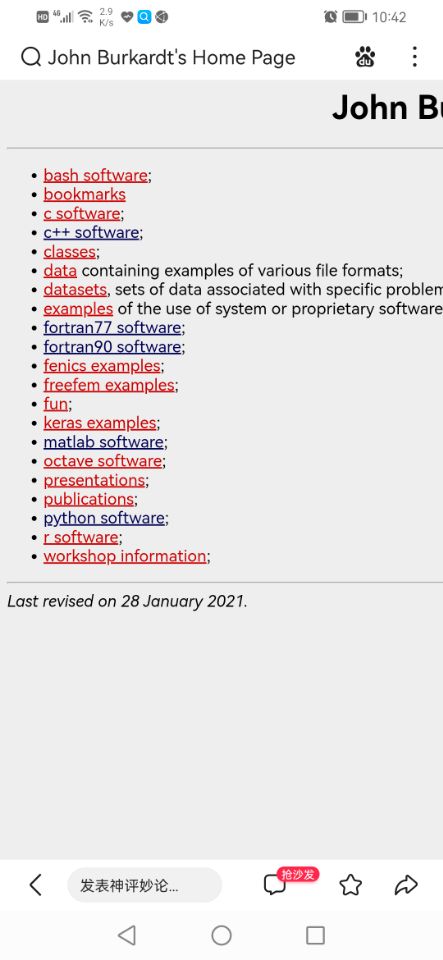 HD 4G 2.9 K/s 10:42
John Burkardt's Home Page du
John Bu
• bash software;
• bookmarks
• c software;
• c++ software;
• classes;
• data containing examples of various file formats;
• datasets, sets of data associated with specific problem
• examples of the use of system or proprietary software
• fortran77 software;
• fortran90 software;
• fenics examples;
• freefem examples;
• fun;
• keras examples;
• matlab software;
• octave software;
• presentations;
• publications;
• python software;
• r software;
• workshop information;
Last revised on 28 January 2021.
抢沙发
发表神评妙论...